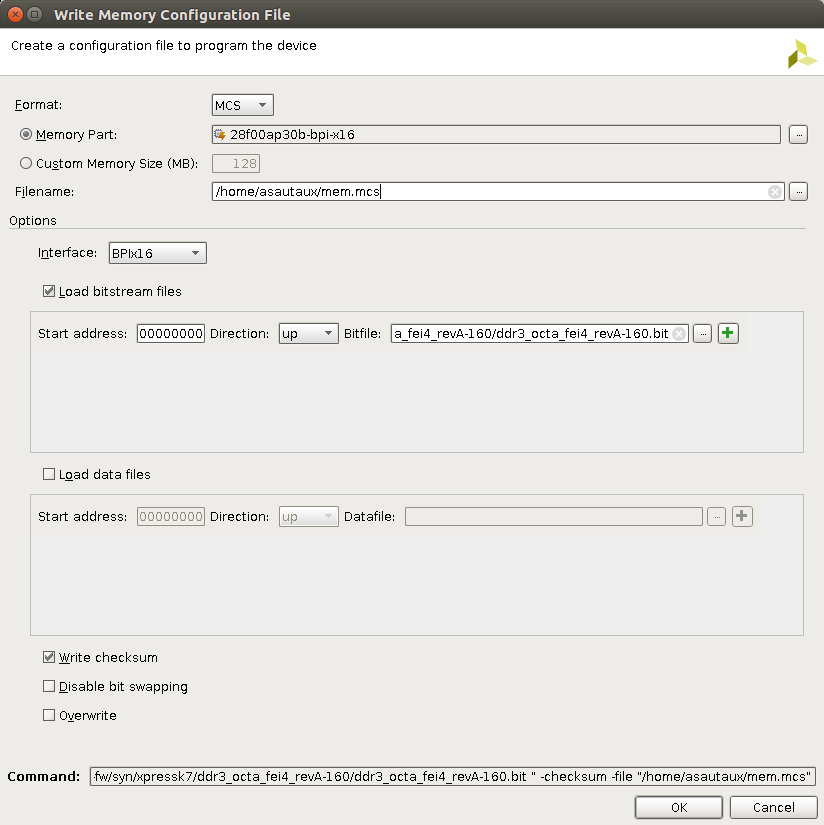 Write Memory Configuration File
Create a configuration file to program the device
Format: MCS
Memory Part: 28f00ap30b-bpi-x16 ...
Custom Memory Size (MB): 128
Filename: /home/asautaux/mem.mcs ...
Options
Interface: BPIx16
Load bitstream files
Start address: 00000000 Direction: up Bitfile: a_fei4_revA-160/ddr3_octa_fei4_revA-160.bit ...
Load data files
Start address: 00000000 Direction: up Datafile: ...
Write checksum
Disable bit swapping
Overwrite
Command: fw/syn/xpressk7/ddr3_octa_fei4_revA-160/ddr3_octa_fei4_revA-160.bit " -checksum -file "/home/asautaux/mem.mcs"
OK Cancel